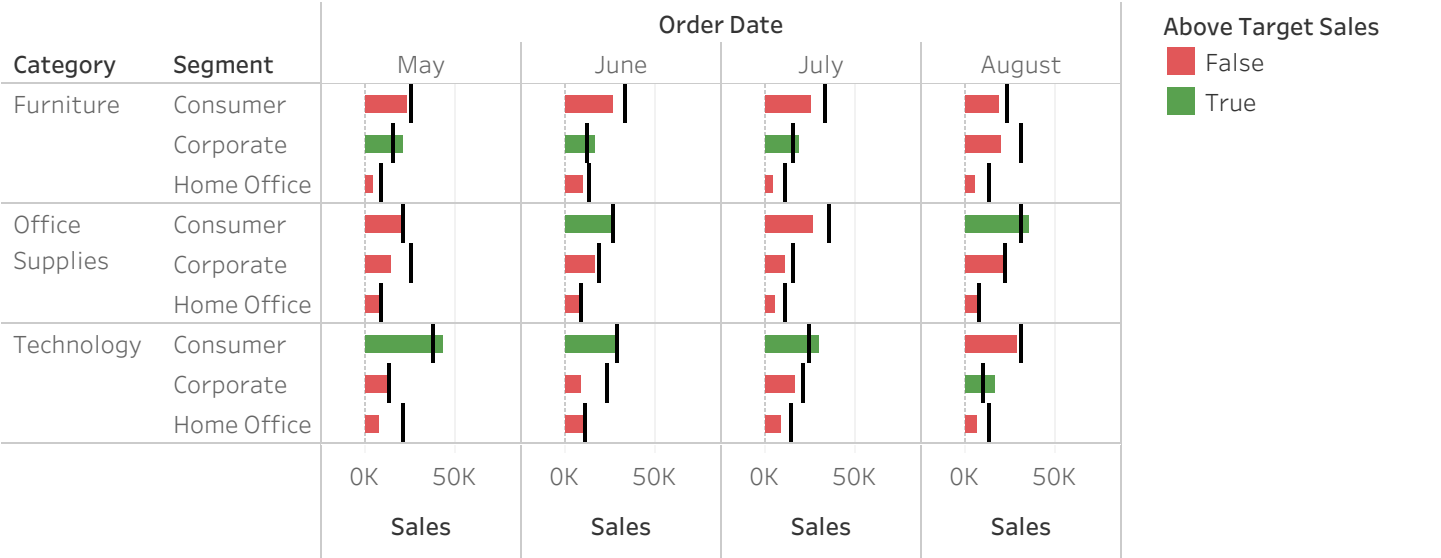 Order Date
Category Segment May June July August
Furniture Consumer
Corporate
Home Office
Office Consumer
Supplies Corporate
Home Office
Technology Consumer
Corporate
Home Office
0K 50K 0K 50K 0K 50K 0K 50K
Sales Sales Sales Sales
Above Target Sales
False
True